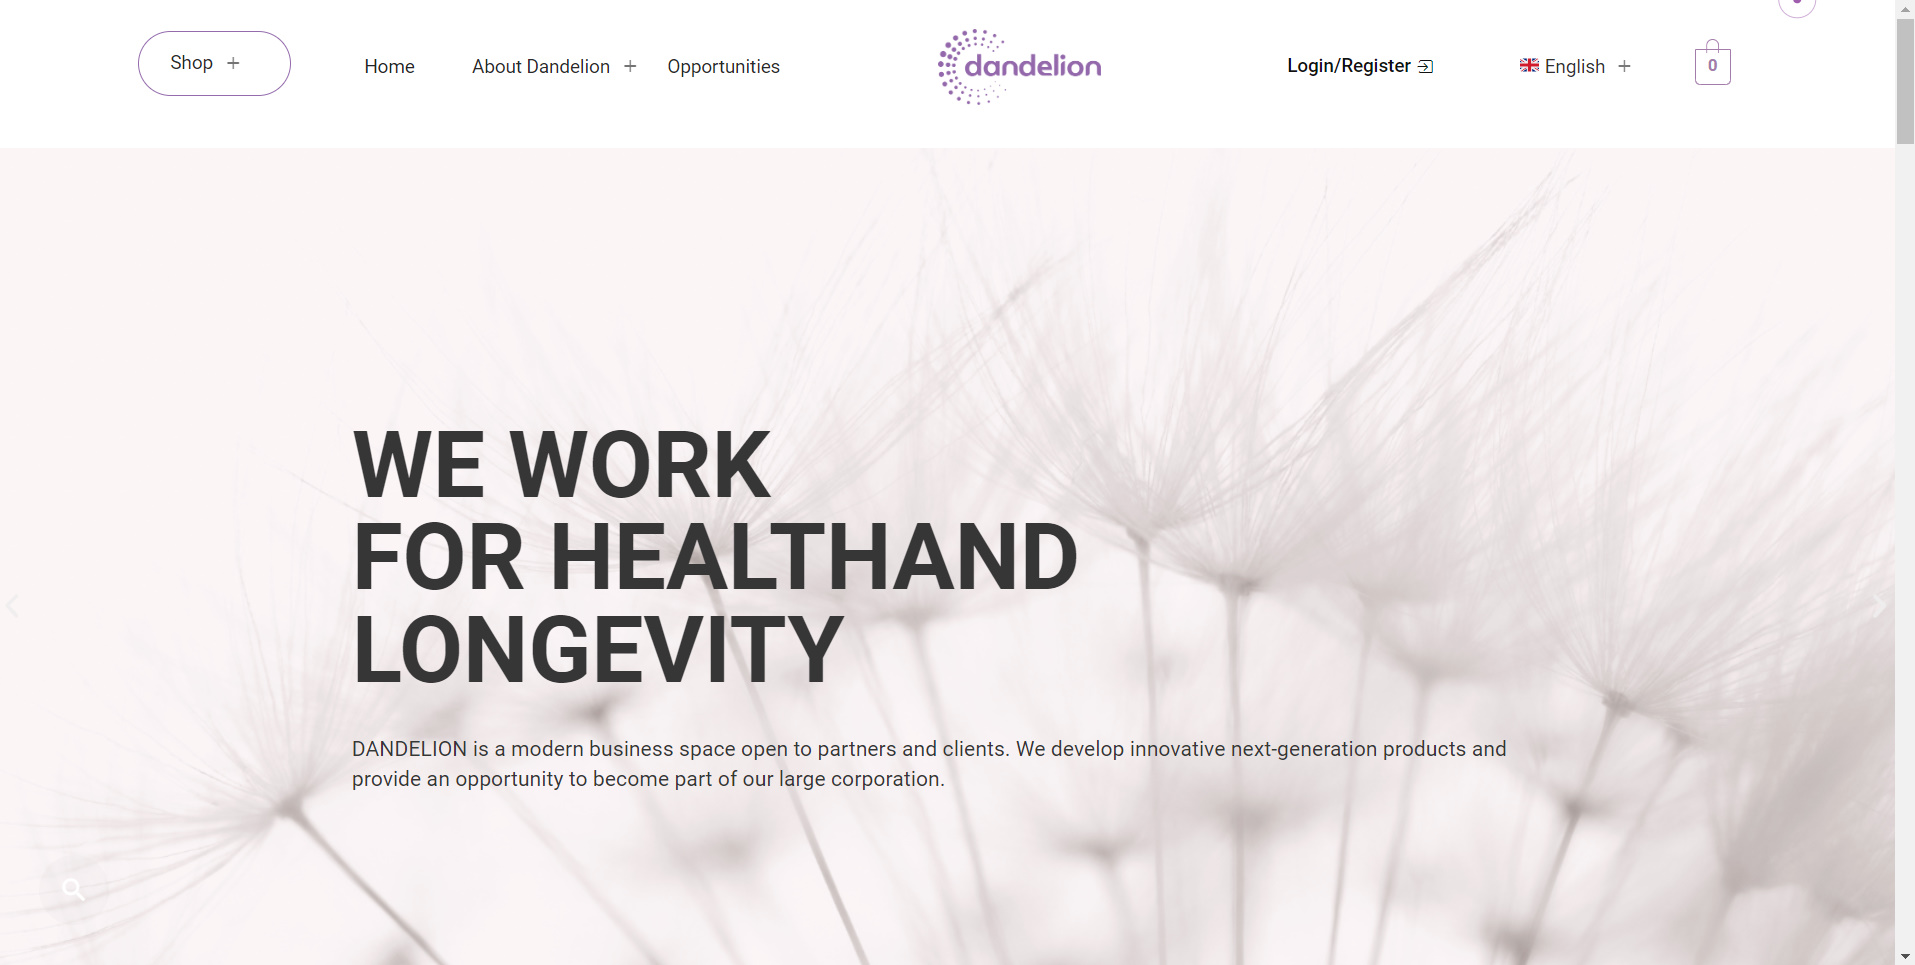 Shop
Home
About Dandelion
Opportunities
dandelion
Login/Register
English
0
WE WORK
FOR HEALTHAND
LONGEVITY
DANDELION is a modern business space open to partners and clients. We develop innovative next-generation products and
provide an opportunity to become part of our large corporation.